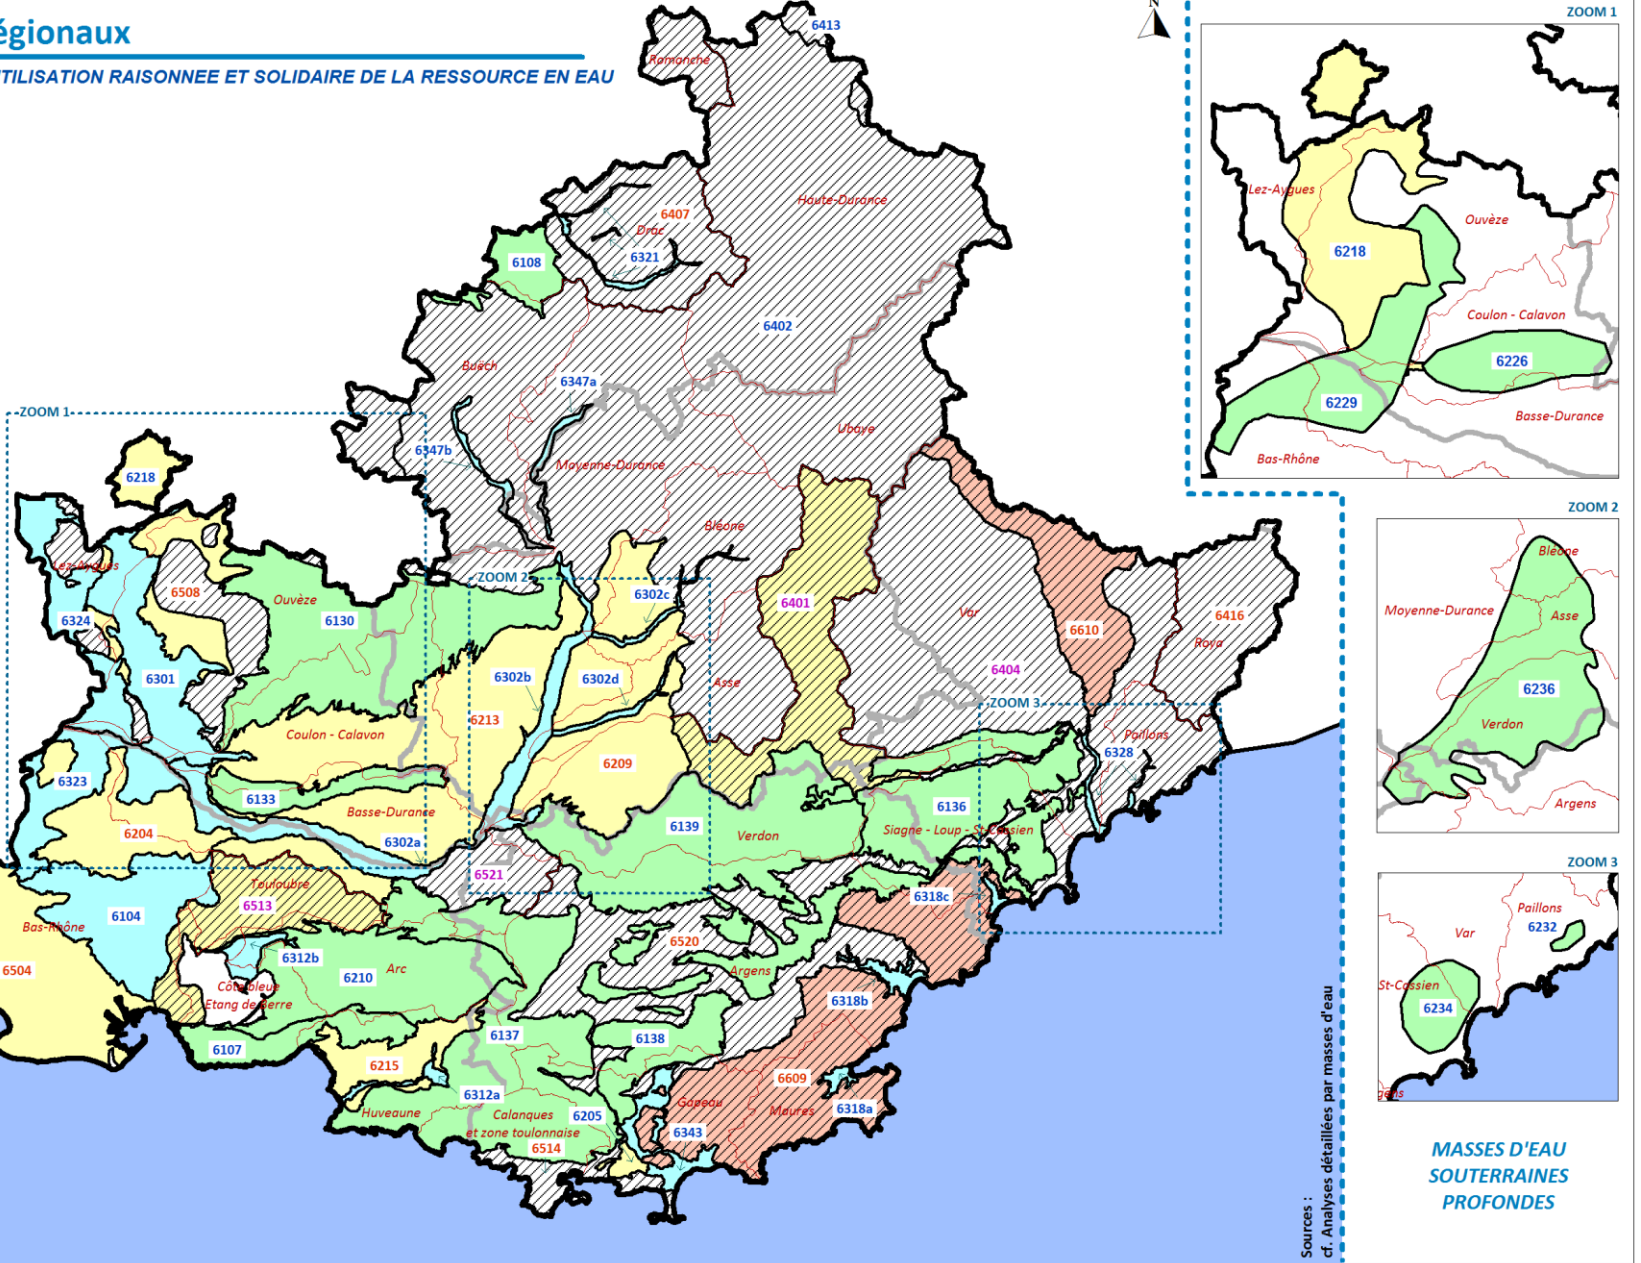 égionaux
TILISATION RAISONNEE ET SOLIDAIRE DE LA RESSOURCE EN EAU
N
6413
Romanche
Haute-Durance
6407
Drac
6321
6108
6402
Buëch
6347a
Ubaye
6347b
Moyenne-Durance
Bléone
ZOOM 1
6218
Lez-Aygues
6508
Ouvèze
6130
6324
6301
ZOOM 2
6302c
6401
Var
6610
6416
Roya
6404
6302b
6302d
Asse
6213
Coulon - Calavon
ZOOM 3
Paillons
6328
6209
6323
6133
Basse-Durance
6136
6204
6302a
6139
Verdon
Siagne - Loup - St-Cassien
6521
Touloubre
6513
6318c
6104
Bas-Rhône
6504
6312b
6210
Arc
6520
Argens
Côte bleue
Etang de Berre
6318b
6107
6137
6138
6215
6609
6312a
Huveaune
Calanques
et zone toulonnaise
6205
Gapeau
Maures
6318a
6514
6343
ZOOM 1
Lez-Aygues
Ouvèze
6218
Coulon - Calavon
6226
6229
Basse-Durance
Bas-Rhône
ZOOM 2
Bléone
Moyenne-Durance
Asse
6236
Verdon
Argens
ZOOM 3
Paillons
6232
Var
St-Cassien
6234
gens
MASSES D'EAU
SOUTERRAINES
PROFONDES
Sources :
cf. Analyses détaillées par masses d'eau